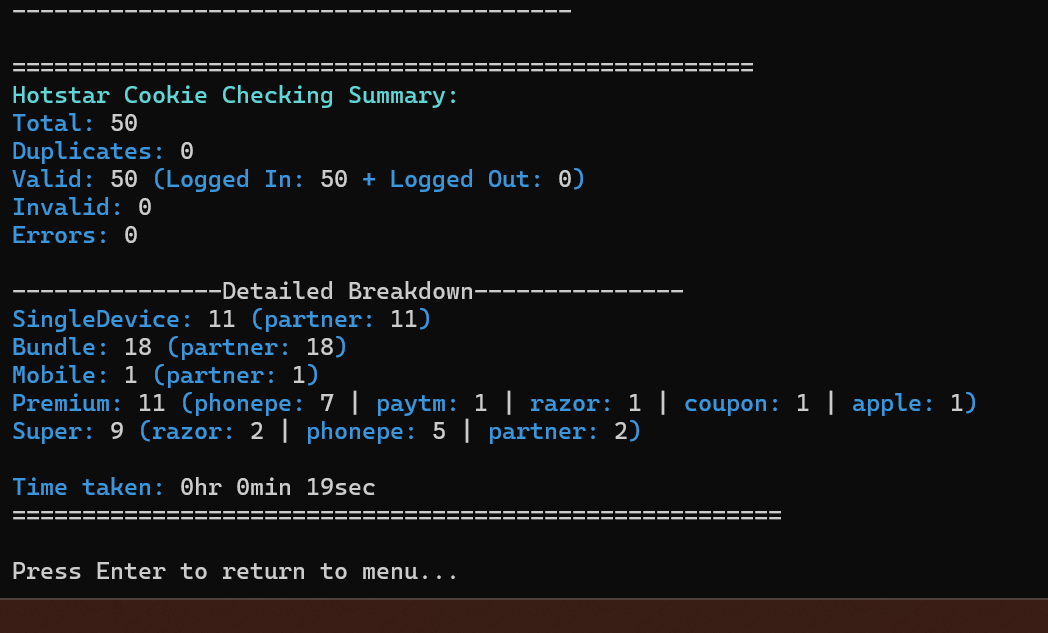 ----------------------------------------
=====================================================
Hotstar Cookie Checking Summary:
Total: 50
Duplicates: 0
Valid: 50 (Logged In: 50 + Logged Out: 0)
Invalid: 0
Errors: 0
---------------Detailed Breakdown---------------
SingleDevice: 11 (partner: 11)
Bundle: 18 (partner: 18)
Mobile: 1 (partner: 1)
Premium: 11 (phonepe: 7 | paytm: 1 | razor: 1 | coupon: 1 | apple: 1)
Super: 9 (razor: 2 | phonepe: 5 | partner: 2)
Time taken: 0hr 0min 19sec
=======================================================
Press Enter to return to menu...